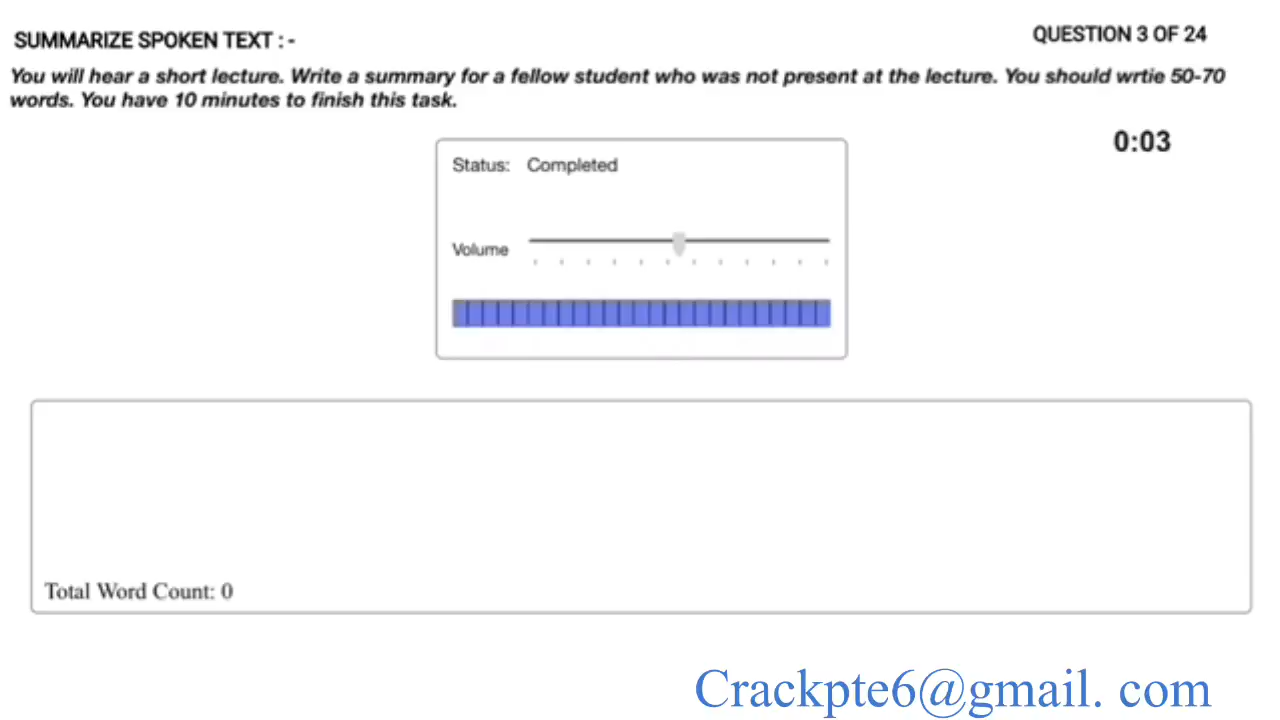 SUMMARIZE SPOKEN TEXT : -
QUESTION 3 OF 24
You will hear a short lecture. Write a summary for a fellow student who was not present at the lecture. You should wrtie 50-70
words. You have 10 minutes to finish this task.
0:03
Status: Completed
Volume
Total Word Count: 0
Crackpte6@gmail. com